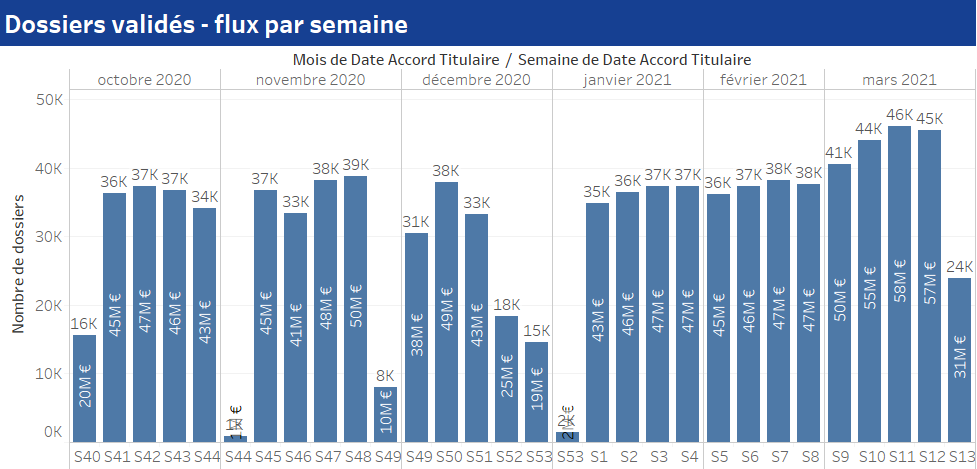 Dossiers validés - flux par semaine
Mois de Date Accord Titulaire / Semaine de Date Accord Titulaire
octobre 2020 novembre 2020 décembre 2020 janvier 2021 février 2021 mars 2021
Nombre de dossiers
50K
40K
30K
20K
10K
0K
16K 36K 37K 37K 34K 1K 37K 33K 38K 39K 8K 31K 38K 33K 18K 15K 2K 35K 36K 37K 37K 36K 37K 38K 38K 41K 44K 46K 45K 24K
20M € 45M € 47M € 46M € 43M € € 45M € 41M € 48M € 50M € 10M € 38M € 49M € 43M € 25M € 19M € 2M € 43M € 46M € 47M € 47M € 45M € 46M € 47M € 47M € 50M € 55M € 58M € 57M € 31M €
S40 S41 S42 S43 S44 S44 S45 S46 S47 S48 S49 S49 S50 S51 S52 S53 S53 S1 S2 S3 S4 S5 S6 S7 S8 S9 S10 S11 S12 S13